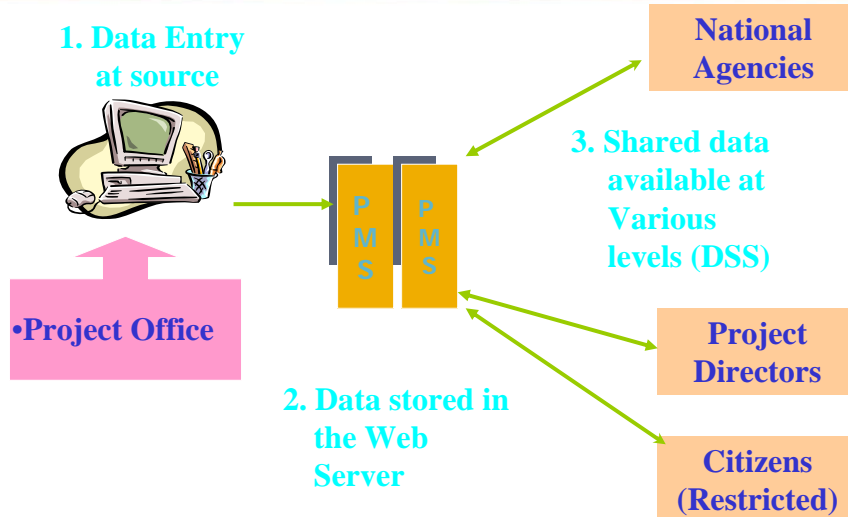 1. Data Entry
at source
•Project Office
P
M
S
P
M
S
2. Data stored in
the Web
Server
3. Shared data
available at
Various
levels (DSS)
National
Agencies
Project
Directors
Citizens
(Restricted)